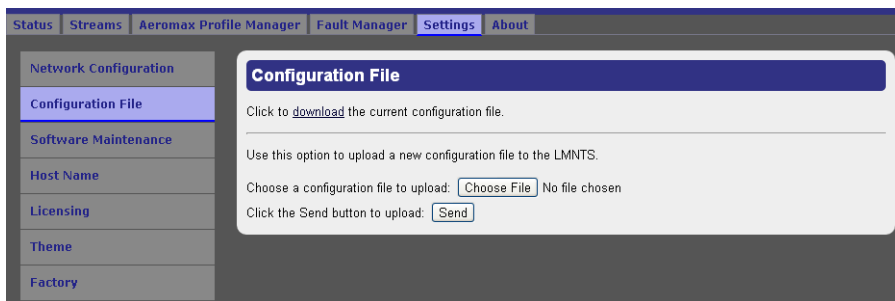 Status Streams Aeromax Profile Manager Fault Manager Settings About
Network Configuration
Configuration File
Software Maintenance
Host Name
Licensing
Theme
Factory
Configuration File
Click to download the current configuration file.
Use this option to upload a new configuration file to the LMNTS.
Choose a configuration file to upload: Choose File No file chosen
Click the Send button to upload: Send